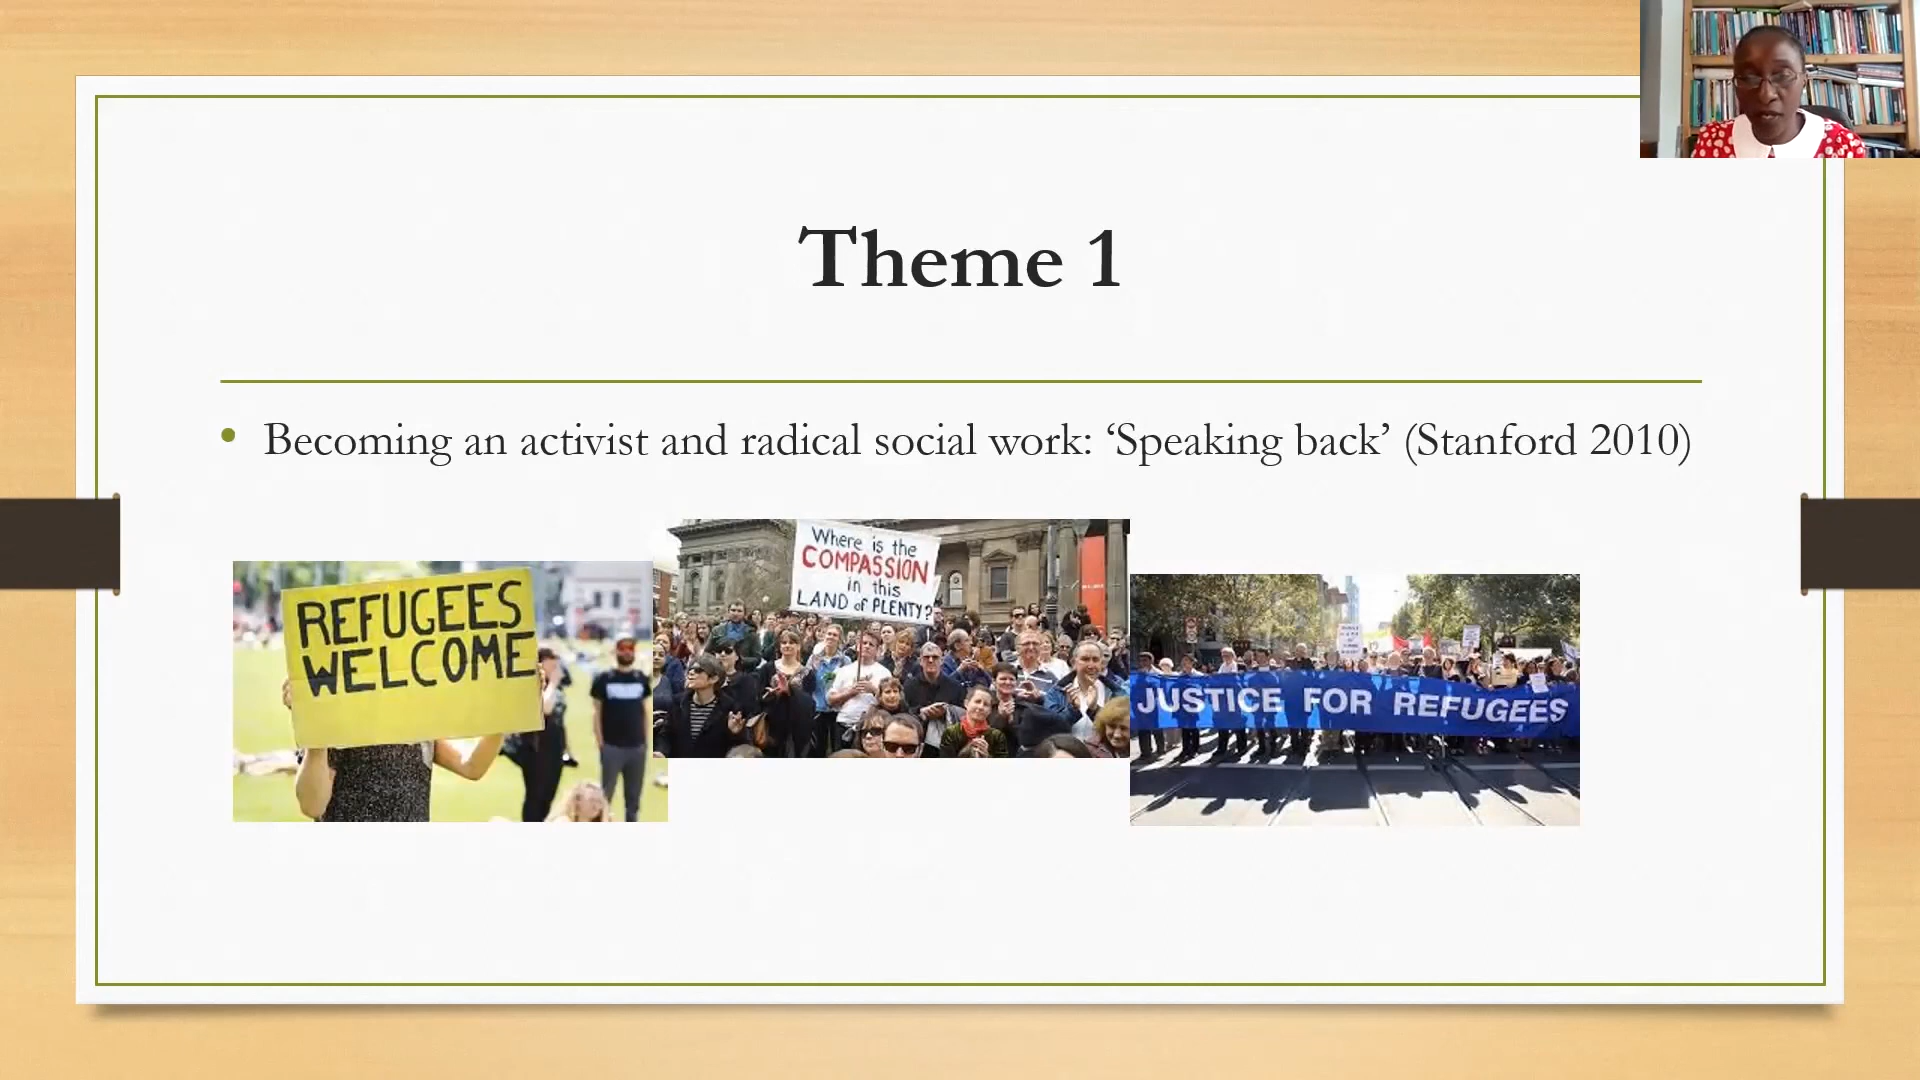 Theme 1
• Becoming an activist and radical social work: ‘Speaking back’ (Stanford 2010)
REFUGEES
WELCOME
Where is the
COMPASSION
in this
LAND of PLENTY?
JUSTICE FOR REFUGEES